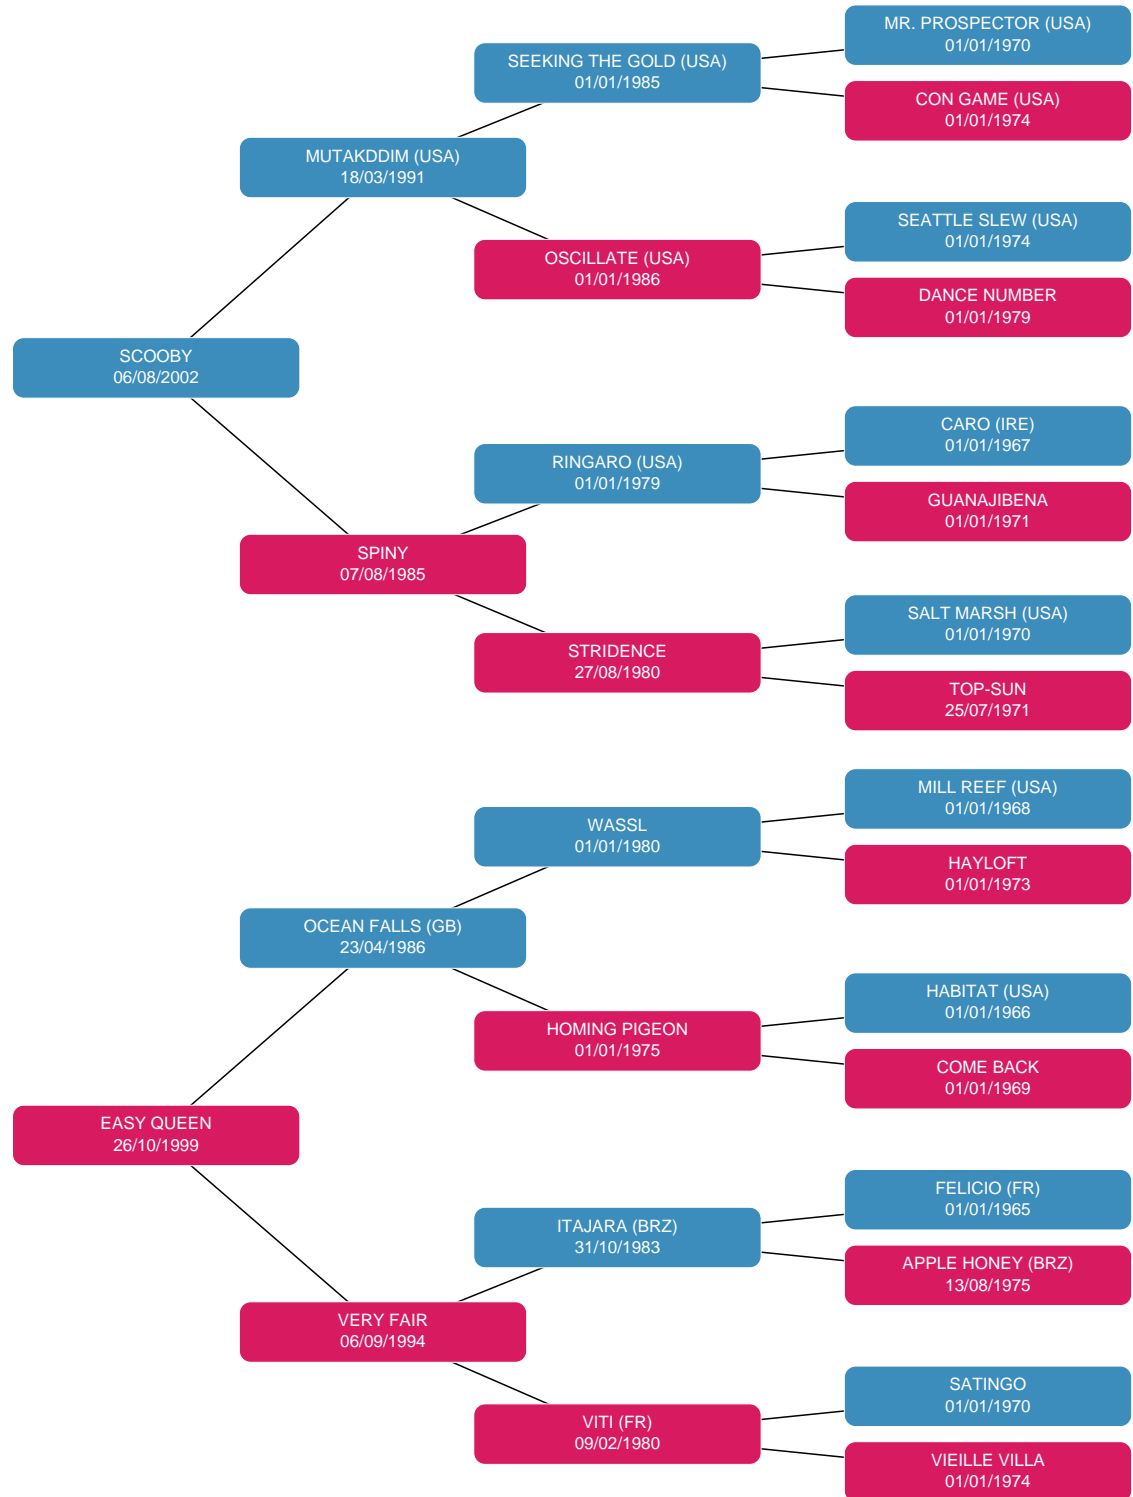 MR. PROSPECTOR (USA)
01/01/1970
SEEKING THE GOLD (USA)
01/01/1985
CON GAME (USA)
01/01/1974
MUTAKDDIM (USA)
18/03/1991
SEATTLE SLEW (USA)
01/01/1974
OSCILLATE (USA)
01/01/1986
DANCE NUMBER
01/01/1979
SCOOBY
06/08/2002
CARO (IRE)
01/01/1967
RINGARO (USA)
01/01/1979
GUANAJIBENA
01/01/1971
SPINY
07/08/1985
SALT MARSH (USA)
01/01/1970
STRIDENCE
27/08/1980
TOP-SUN
25/07/1971
MILL REEF (USA)
01/01/1968
WASSL
01/01/1980
HAYLOFT
01/01/1973
OCEAN FALLS (GB)
23/04/1986
HABITAT (USA)
01/01/1966
HOMING PIGEON
01/01/1975
COME BACK
01/01/1969
EASY QUEEN
26/10/1999
FELICIO (FR)
01/01/1965
ITAJARA (BRZ)
31/10/1983
APPLE HONEY (BRZ)
13/08/1975
VERY FAIR
06/09/1994
SATINGO
01/01/1970
VITI (FR)
09/02/1980
VIEILLE VILLA
01/01/1974